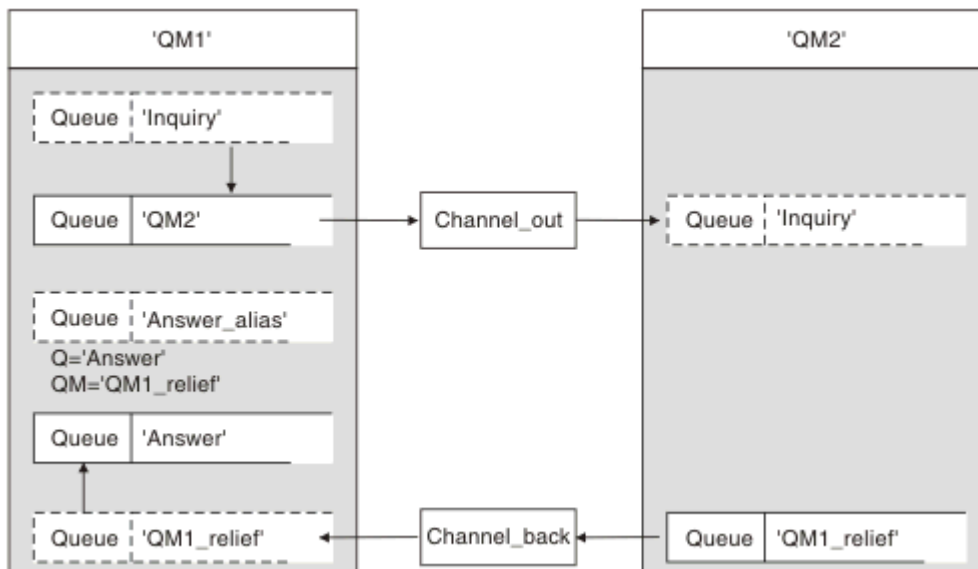 'QM1'
'QM2'
Queue 'Inquiry'
Queue 'QM2'
Channel_out
Queue 'Inquiry'
Queue 'Answer_alias'
Q='Answer'
QM='QM1_relief'
Queue 'Answer'
Queue 'QM1_relief'
Channel_back
Queue 'QM1_relief'